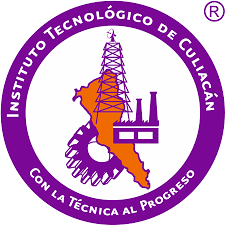 ®
INSTITUTO TECNOLÓGICO DE CULIACÁN
CON LA TÉCNICA AL PROGRESO